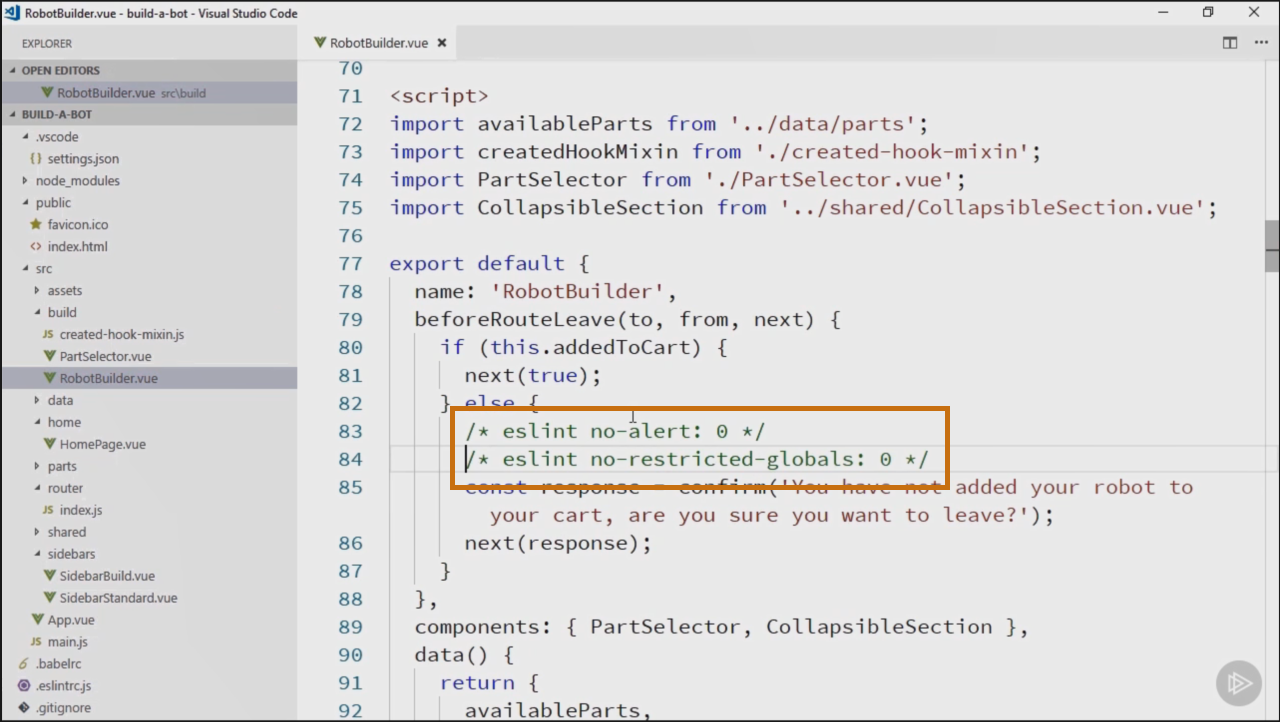 RobotBuilder.vue - build-a-bot - Visual Studio Code
EXPLORER
OPEN EDITORS
RobotBuilder.vue src\build
BUILD-A-BOT
.vscode
{} settings.json
node_modules
public
favicon.ico
<> index.html
src
assets
build
JS created-hook-mixin.js
PartSelector.vue
RobotBuilder.vue
data
home
HomePage.vue
parts
router
JS index.js
shared
sidebars
SidebarBuild.vue
SidebarStandard.vue
App.vue
JS main.js
.babelrc
.eslintrc.js
.gitignore
RobotBuilder.vue
70
71 <script>
72 import availableParts from '../data/parts';
73 import createdHookMixin from './created-hook-mixin';
74 import PartSelector from './PartSelector.vue';
75 import CollapsibleSection from '../shared/CollapsibleSection.vue';
76
77 export default {
78 name: 'RobotBuilder',
79 beforeRouteLeave(to, from, next) {
80 if (this.addedToCart) {
81 next(true);
82 } else {
83 /* eslint no-alert: 0 */
84 /* eslint no-restricted-globals: 0 */
85 const response = confirm('You have not added your robot to
your cart, are you sure you want to leave?');
86 next(response);
87 }
88 },
89 components: { PartSelector, CollapsibleSection },
90 data() {
91 return {
92 availableParts,